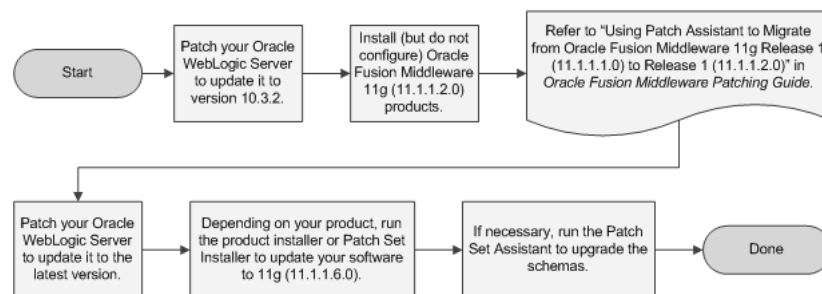 Start
Patch your Oracle
WebLogic Server
to update it to
version 10.3.2.
Install (but do not
configure) Oracle
Fusion Middleware
11g (11.1.1.2.0)
products.
Refer to “Using Patch Assistant to Migrate
from Oracle Fusion Middleware 11g Release 1
(11.1.1.1.0) to Release 1 (11.1.1.2.0)” in
Oracle Fusion Middleware Patching Guide.
Patch your Oracle
WebLogic Server
to update it to the
latest version.
Depending on your product, run
the product installer or Patch Set
Installer to update your software
to 11g (11.1.1.6.0).
If necessary, run the Patch
Set Assistant to upgrade the
schemas.
Done